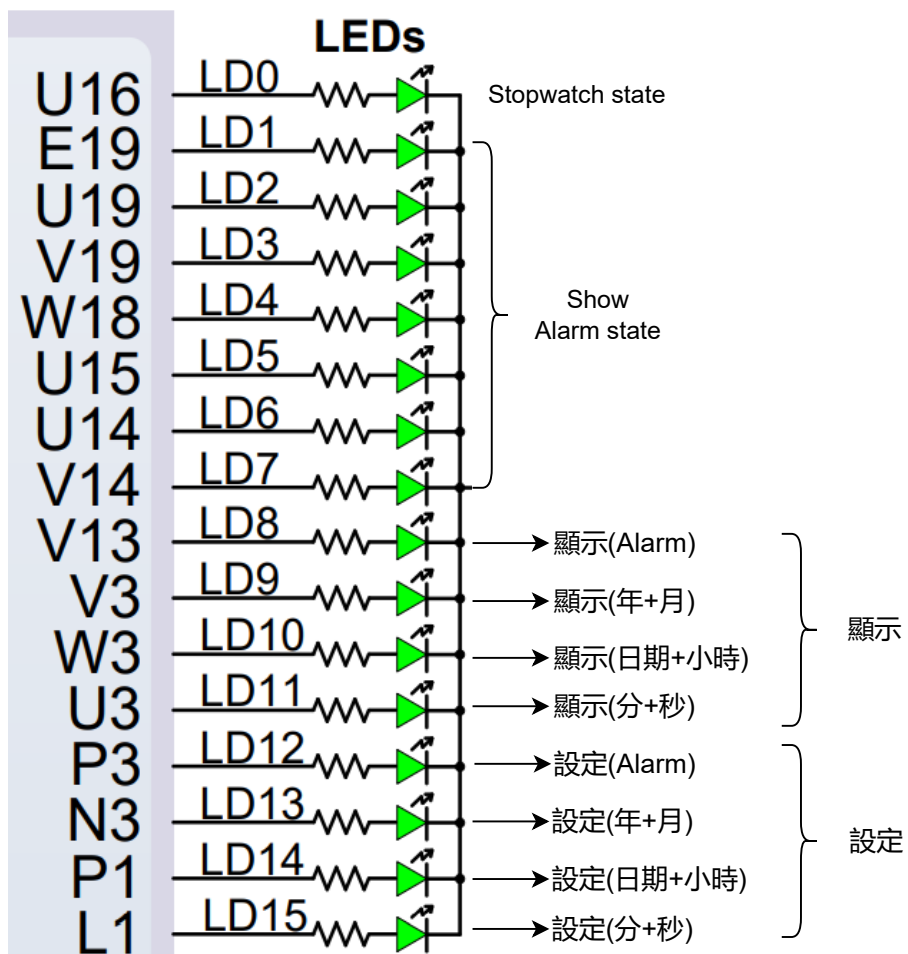 LEDs
U16 LD0 Stopwatch state
E19 LD1
U19 LD2
V19 LD3
W18 LD4
Show
Alarm state
U15 LD5
U14 LD6
V14 LD7
V13 LD8 顯示(Alarm)
V3 LD9 顯示(年+月)
顯示
W3 LD10 顯示(日期+小時)
U3 LD11 顯示(分+秒)
P3 LD12 設定(Alarm)
N3 LD13 設定(年+月)
設定
P1 LD14 設定(日期+小時)
L1 LD15 設定(分+秒)